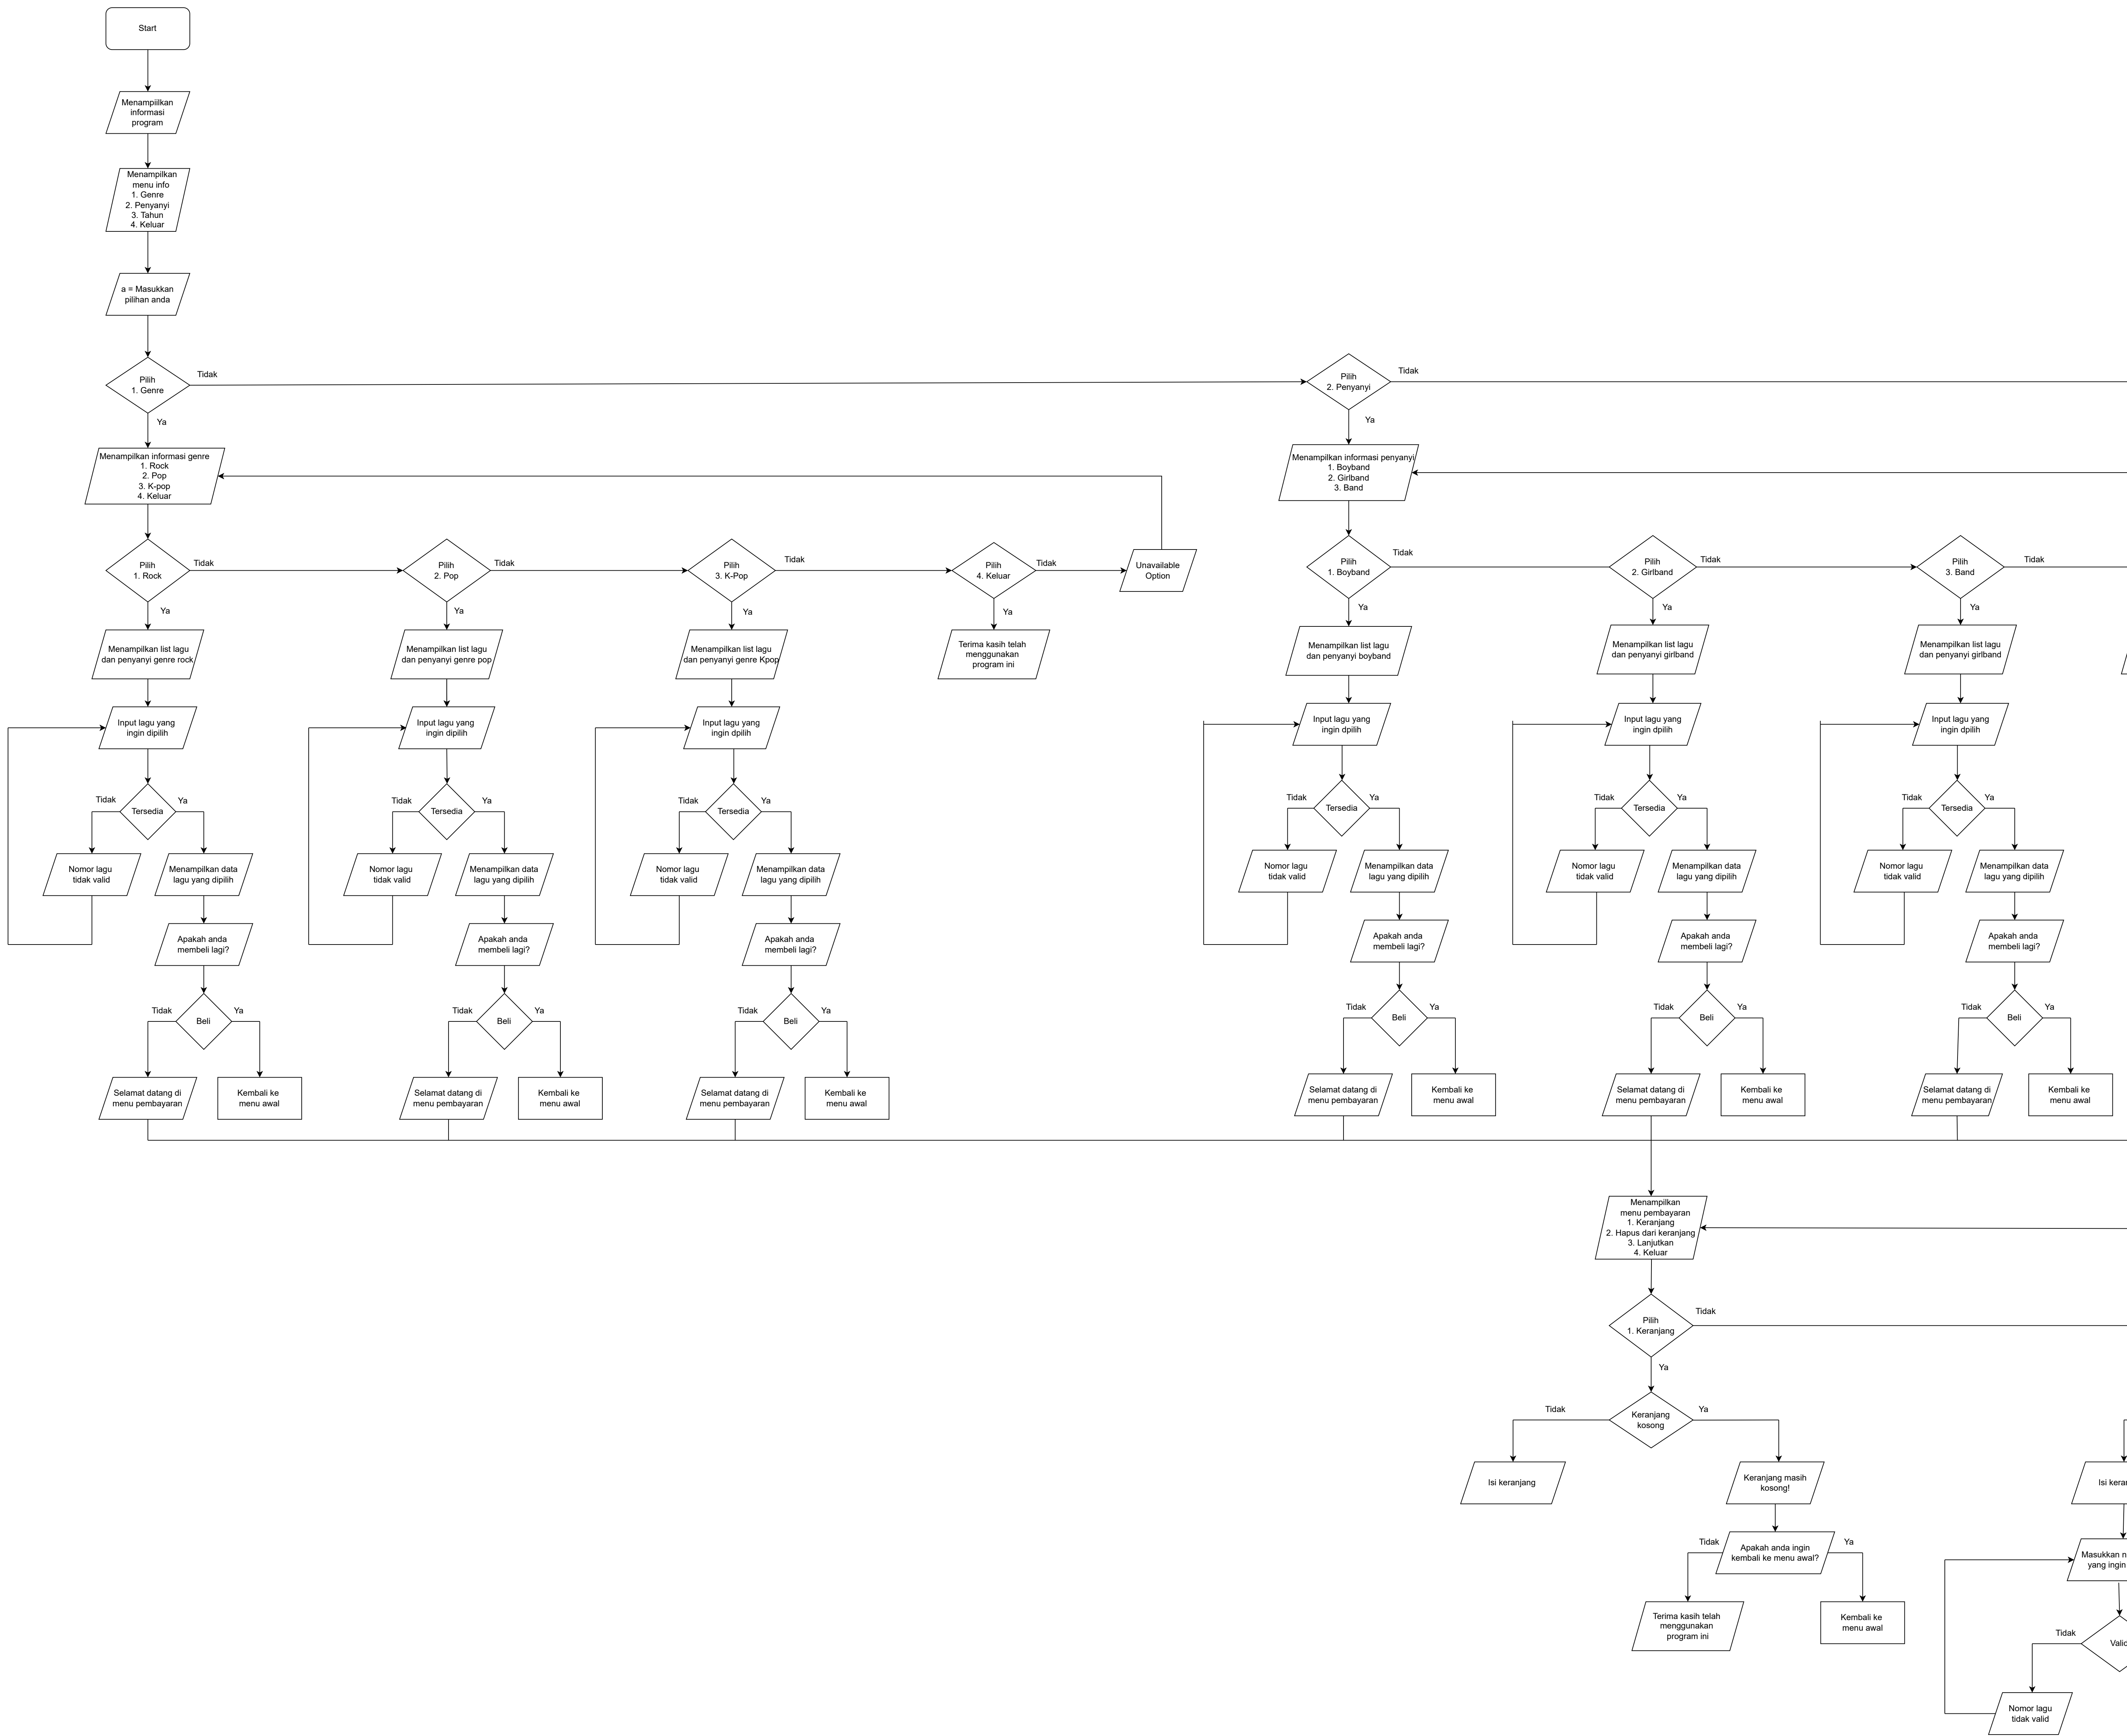 Start
Menampiilkan
informasi
program
Menampilkan
menu info
1. Genre
2. Penyanyi
3. Tahun
4. Keluar
a = Masukkan
pilihan anda
Pilih
1. Genre
Tidak
Ya
Pilih
2. Penyanyi
Tidak
Ya
Menampilkan informasi genre
1. Rock
2. Pop
3. K-pop
4. Keluar
Menampilkan informasi penyanyi
1. Boyband
2. Girlband
3. Band
Pilih
1. Rock
Tidak
Ya
Pilih
2. Pop
Tidak
Ya
Pilih
3. K-Pop
Tidak
Ya
Pilih
4. Keluar
Tidak
Ya
Unavailable
Option
Pilih
1. Boyband
Tidak
Ya
Pilih
2. Girlband
Tidak
Ya
Pilih
3. Band
Tidak
Ya
Menampilkan list lagu
dan penyanyi genre rock
Menampilkan list lagu
dan penyanyi genre pop
Menampilkan list lagu
dan penyanyi genre Kpop
Terima kasih telah
menggunakan
program ini
Menampilkan list lagu
dan penyanyi boyband
Menampilkan list lagu
dan penyanyi girlband
Menampilkan list lagu
dan penyanyi girlband
Input lagu yang
ingin dipilih
Input lagu yang
ingin dpilih
Input lagu yang
ingin dpilih
Input lagu yang
ingin dpilih
Input lagu yang
ingin dpilih
Input lagu yang
ingin dpilih
Tidak
Tersedia
Ya
Tidak
Tersedia
Ya
Tidak
Tersedia
Ya
Tidak
Tersedia
Ya
Tidak
Tersedia
Ya
Tidak
Tersedia
Ya
Nomor lagu
tidak valid
Menampilkan data
lagu yang dipilih
Nomor lagu
tidak valid
Menampilkan data
lagu yang dipilih
Nomor lagu
tidak valid
Menampilkan data
lagu yang dipilih
Nomor lagu
tidak valid
Menampilkan data
lagu yang dipilih
Nomor lagu
tidak valid
Menampilkan data
lagu yang dipilih
Nomor lagu
tidak valid
Menampilkan data
lagu yang dipilih
Apakah anda
membeli lagi?
Apakah anda
membeli lagi?
Apakah anda
membeli lagi?
Apakah anda
membeli lagi?
Apakah anda
membeli lagi?
Apakah anda
membeli lagi?
Tidak
Beli
Ya
Tidak
Beli
Ya
Tidak
Beli
Ya
Tidak
Beli
Ya
Tidak
Beli
Ya
Tidak
Beli
Ya
Selamat datang di
menu pembayaran
Kembali ke
menu awal
Selamat datang di
menu pembayaran
Kembali ke
menu awal
Selamat datang di
menu pembayaran
Kembali ke
menu awal
Selamat datang di
menu pembayaran
Kembali ke
menu awal
Selamat datang di
menu pembayaran
Kembali ke
menu awal
Selamat datang di
menu pembayaran
Kembali ke
menu awal
Menampilkan
menu pembayaran
1. Keranjang
2. Hapus dari keranjang
3. Lanjutkan
4. Keluar
Pilih
1. Keranjang
Tidak
Ya
Tidak
Keranjang
kosong
Ya
Isi keranjang
Keranjang masih
kosong!
Tidak
Apakah anda ingin
kembali ke menu awal?
Ya
Terima kasih telah
menggunakan
program ini
Kembali ke
menu awal
Isi
Masukkan
yang ingin
Tidak
Nomor lagu
tidak valid